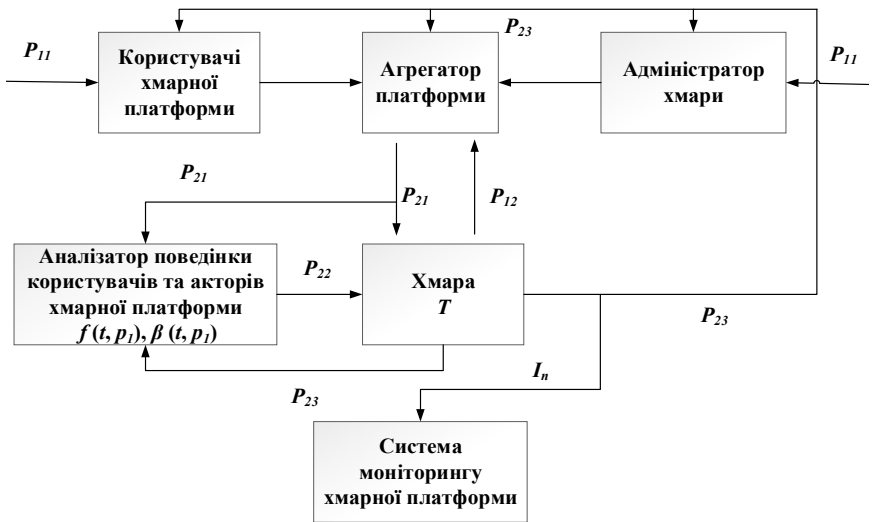 P₂₃
P₁₁
Користувачі
хмарної
платформи
Агрегатор
платформи
Адміністратор
хмари
P₁₁
P₂₁
P₂₁
P₁₂
Аналізатор поведінки
користувачів та акторів
хмарної платформи
f (t, p₁), β (t, p₁)
P₂₂
Хмара
T
P₂₃
P₂₃
Iₙ
Система
моніторингу
хмарної платформи